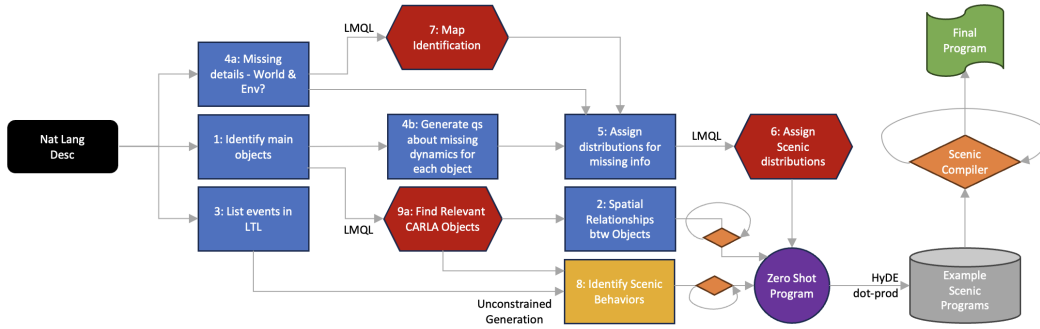 Nat Lang
Desc
4a: Missing
details - World &
Env?
1: Identify main
objects
3: List events in
LTL
LMQL
7: Map
Identification
4b: Generate qs
about missing
dynamics for
each object
LMQL
9a: Find Relevant
CARLA Objects
5: Assign
distributions for
missing info
2: Spatial
Relationships
btw Objects
Unconstrained
Generation
8: Identify Scenic
Behaviors
LMQL
6: Assign
Scenic
distributions
Zero Shot
Program
HyDE
dot-prod
Final
Program
Scenic
Compiler
Example
Scenic
Programs